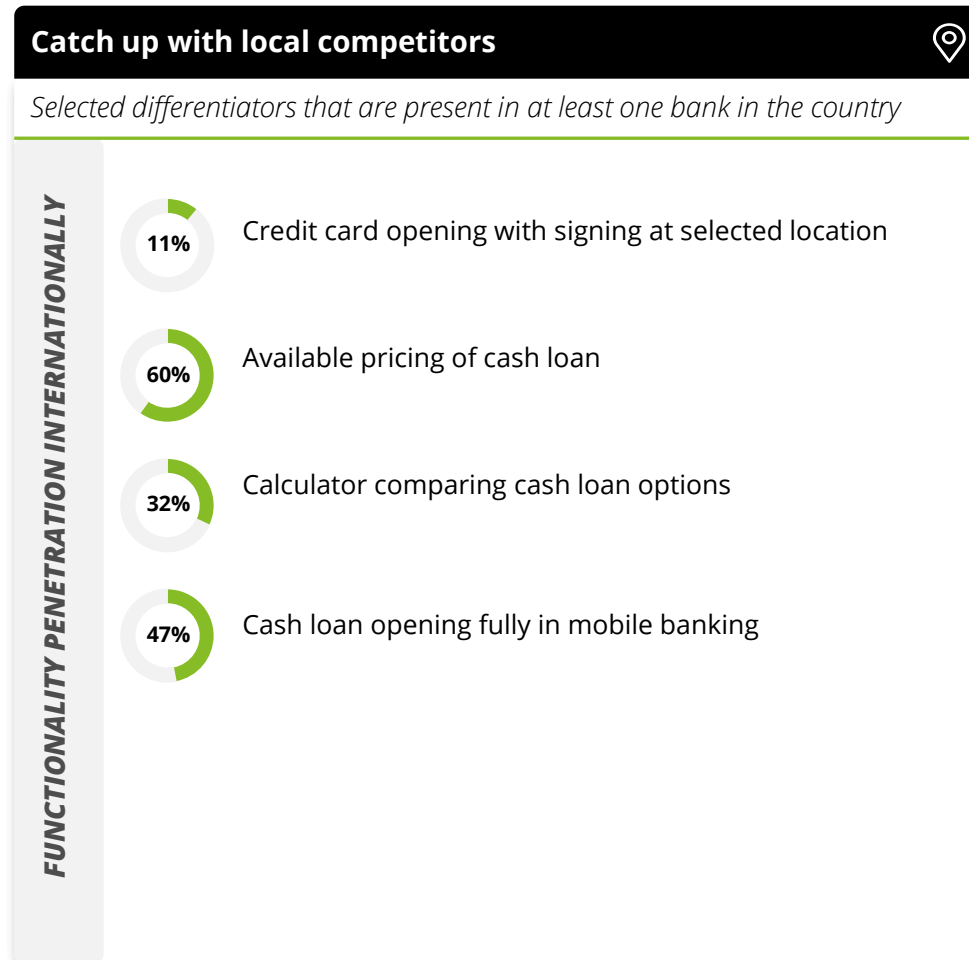 Catch up with local competitors
Selected differentiators that are present in at least one bank in the country
FUNCTIONALITY PENETRATION INTERNATIONALLY
11%
Credit card opening with signing at selected location
60%
Available pricing of cash loan
32%
Calculator comparing cash loan options
47%
Cash loan opening fully in mobile banking